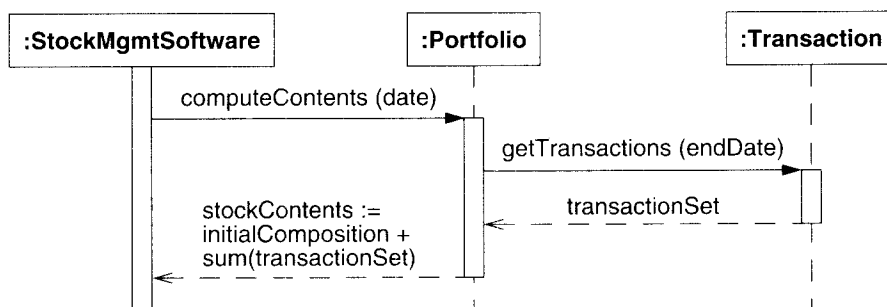 :StockMgmtSoftware
:Portfolio
:Transaction
computeContents (date)
getTransactions (endDate)
transactionSet
stockContents :=
initialComposition +
sum(transactionSet)